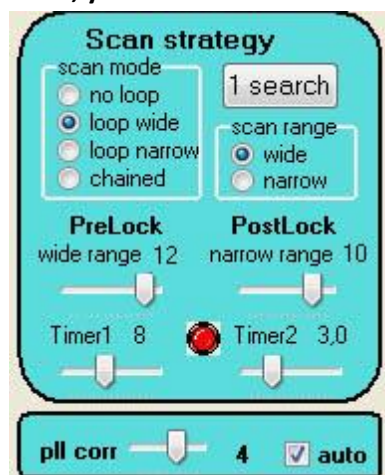 Scan strategy
scan mode
no loop
loop wide
loop narrow
chained
1 search
scan range
wide
narrow
PreLock
wide range 12
PostLock
narrow range 10
Timer1 8
Timer2 3,0
pll corr 4 auto